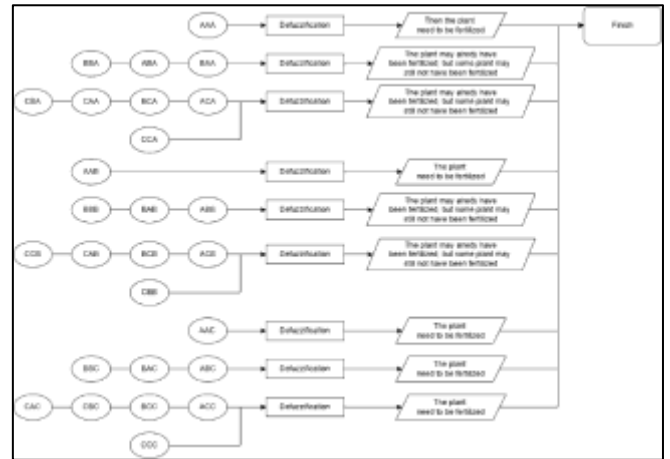 AAA
Defuzzification
Then the plant
need to be fertilized
Finish
BBA
ABA
BAA
Defuzzification
The plant may alredy have
been fertilized, but some plant may
still not have been fertilized
CBA
CAA
BCA
ACA
Defuzzification
The plant may alredy have
been fertilized, but some plant may
still not have been fertilized
CCA
AAB
Defuzzification
The plant
need to be fertilized
BBB
BAB
ABB
Defuzzification
The plant may alredy have
been fertilized, but some plant may
still not have been fertilized
CCB
CAB
BCB
ACB
Defuzzification
The plant may alredy have
been fertilized, but some plant may
still not have been fertilized
CBB
AAC
Defuzzification
The plant
need to be fertilized
BBC
BAC
ABC
Defuzzification
The plant
need to be fertilized
CAC
CBC
BCC
ACC
Defuzzification
The plant
need to be fertilized
CCC